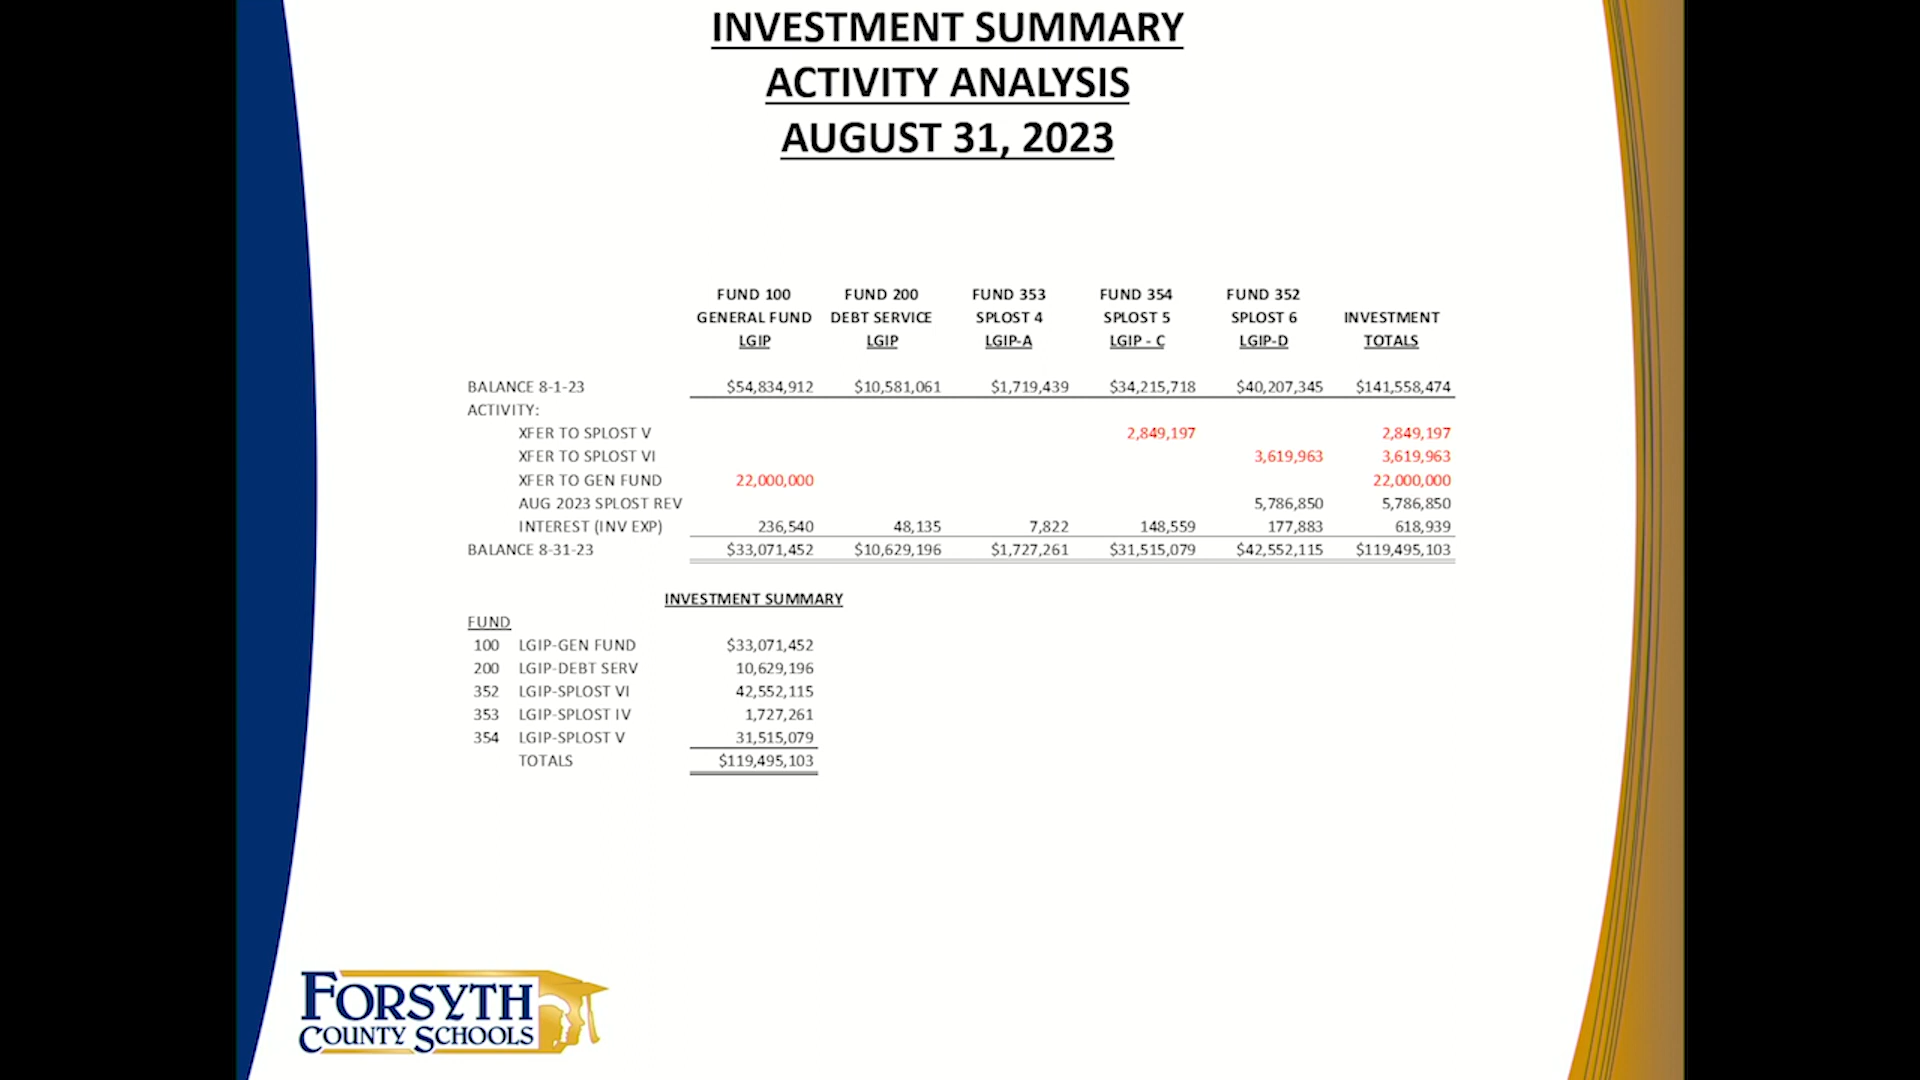 INVESTMENT SUMMARY
ACTIVITY ANALYSIS
AUGUST 31, 2023
FUND 100 FUND 200 FUND 353 FUND 354 FUND 352
GENERAL FUND DEBT SERVICE SPLOST 4 SPLOST 5 SPLOST 6 INVESTMENT
LGIP LGIP LGIP-A LGIP - C LGIP-D TOTALS
BALANCE 8-1-23 $54,834,912 $10,581,061 $1,719,439 $34,215,718 $40,207,345 $141,558,474
ACTIVITY:
XFER TO SPLOST V 2,849,197 2,849,197
XFER TO SPLOST VI 3,619,963 3,619,963
XFER TO GEN FUND 22,000,000 22,000,000
AUG 2023 SPLOST REV 5,786,850 5,786,850
INTEREST (INV EXP) 236,540 48,135 7,822 148,559 177,883 618,939
BALANCE 8-31-23 $33,071,452 $10,629,196 $1,727,261 $31,515,079 $42,552,115 $119,495,103
INVESTMENT SUMMARY
FUND
100 LGIP-GEN FUND $33,071,452
200 LGIP-DEBT SERV 10,629,196
352 LGIP-SPLOST VI 42,552,115
353 LGIP-SPLOST IV 1,727,261
354 LGIP-SPLOST V 31,515,079
TOTALS $119,495,103
FORSYTH
COUNTY SCHOOLS